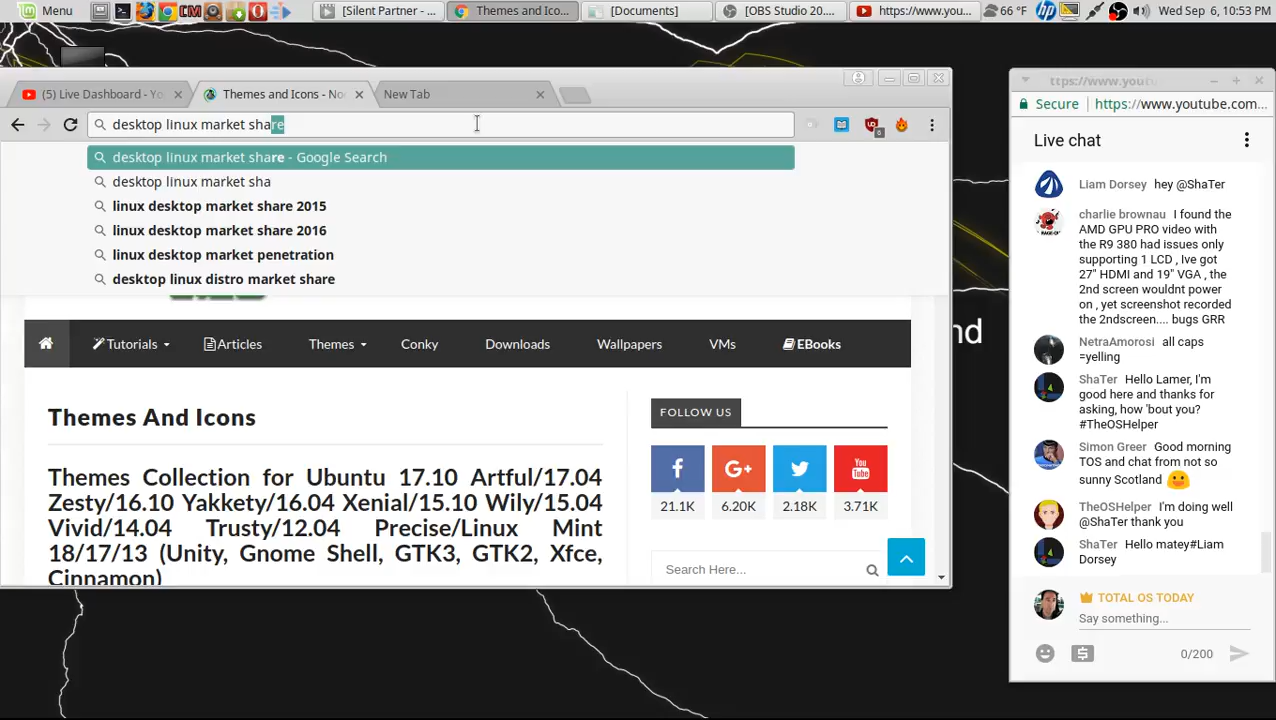 Menu
[Silent Partner - ...
Themes and Ico...
[Documents]
[OBS Studio 20....
https://www.you...
66 °F
Wed Sep 6, 10:53 PM
(5) Live Dashboard - Yo
Themes and Icons - Noo
New Tab
desktop linux market share
desktop linux market share - Google Search
desktop linux market sha
linux desktop market share 2015
linux desktop market share 2016
linux desktop market penetration
desktop linux distro market share
Tutorials
Articles
Themes
Conky
Downloads
Wallpapers
VMs
EBooks
Themes And Icons
Themes Collection for Ubuntu 17.10 Artful/17.04
Zesty/16.10 Yakkety/16.04 Xenial/15.10 Wily/15.04
Vivid/14.04 Trusty/12.04 Precise/Linux Mint
18/17/13 (Unity, Gnome Shell, GTK3, GTK2, Xfce,
Cinnamon)
FOLLOW US
21.1K
6.20K
2.18K
3.71K
Search Here...
nd
ttps://www.youtu
Secure
https://www.youtube.com...
Live chat
Liam Dorsey hey @ShaTer
charlie brownau I found the
AMD GPU PRO video with
the R9 380 had issues only
supporting 1 LCD , Ive got
27" HDMI and 19" VGA , the
2nd screen wouldnt power
on , yet screenshot recorded
the 2ndscreen.... bugs GRR
NetraAmorosi all caps
=yelling
ShaTer Hello Lamer, I'm
good here and thanks for
asking, how 'bout you?
#TheOSHelper
Simon Greer Good morning
TOS and chat from not so
sunny Scotland
TheOSHelper I'm doing well
@ShaTer thank you
ShaTer Hello matey#Liam
Dorsey
TOTAL OS TODAY
Say something...
0/200